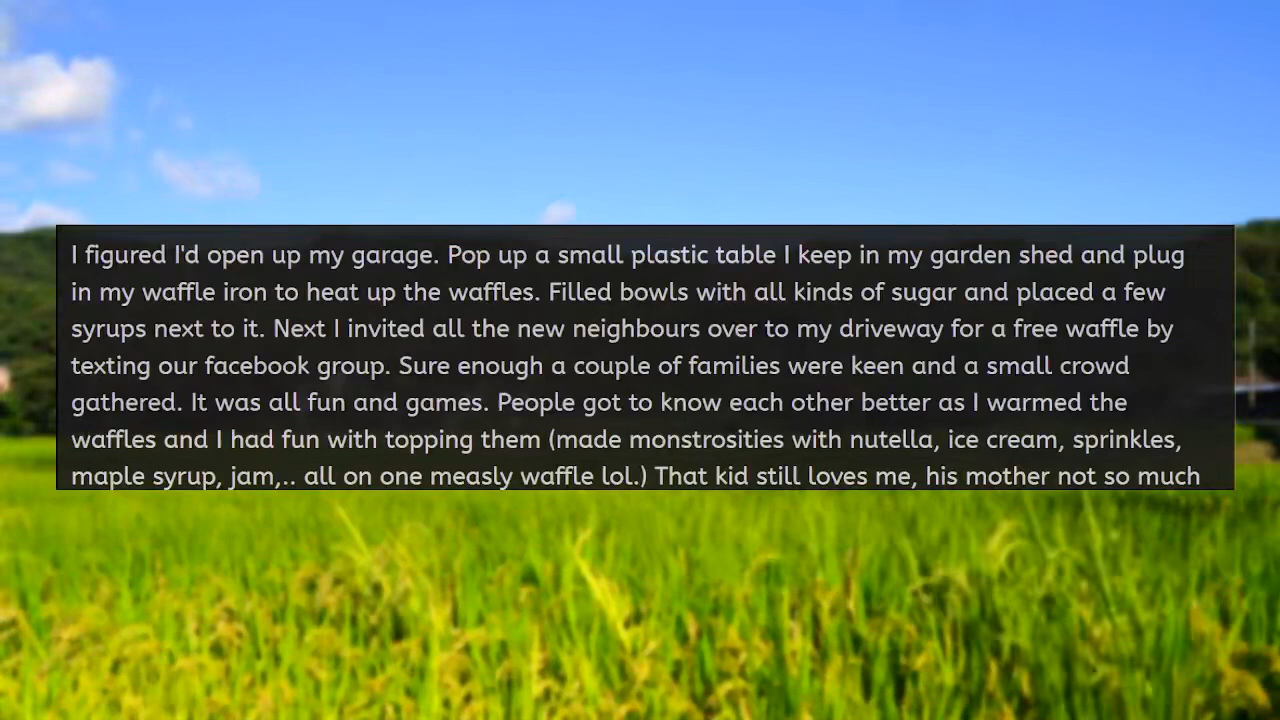 I figured I'd open up my garage. Pop up a small plastic table I keep in my garden shed and plug
in my waffle iron to heat up the waffles. Filled bowls with all kinds of sugar and placed a few
syrups next to it. Next I invited all the new neighbours over to my driveway for a free waffle by
texting our facebook group. Sure enough a couple of families were keen and a small crowd
gathered. It was all fun and games. People got to know each other better as I warmed the
waffles and I had fun with topping them (made monstrosities with nutella, ice cream, sprinkles,
maple syrup, jam,.. all on one measly waffle lol.) That kid still loves me, his mother not so much